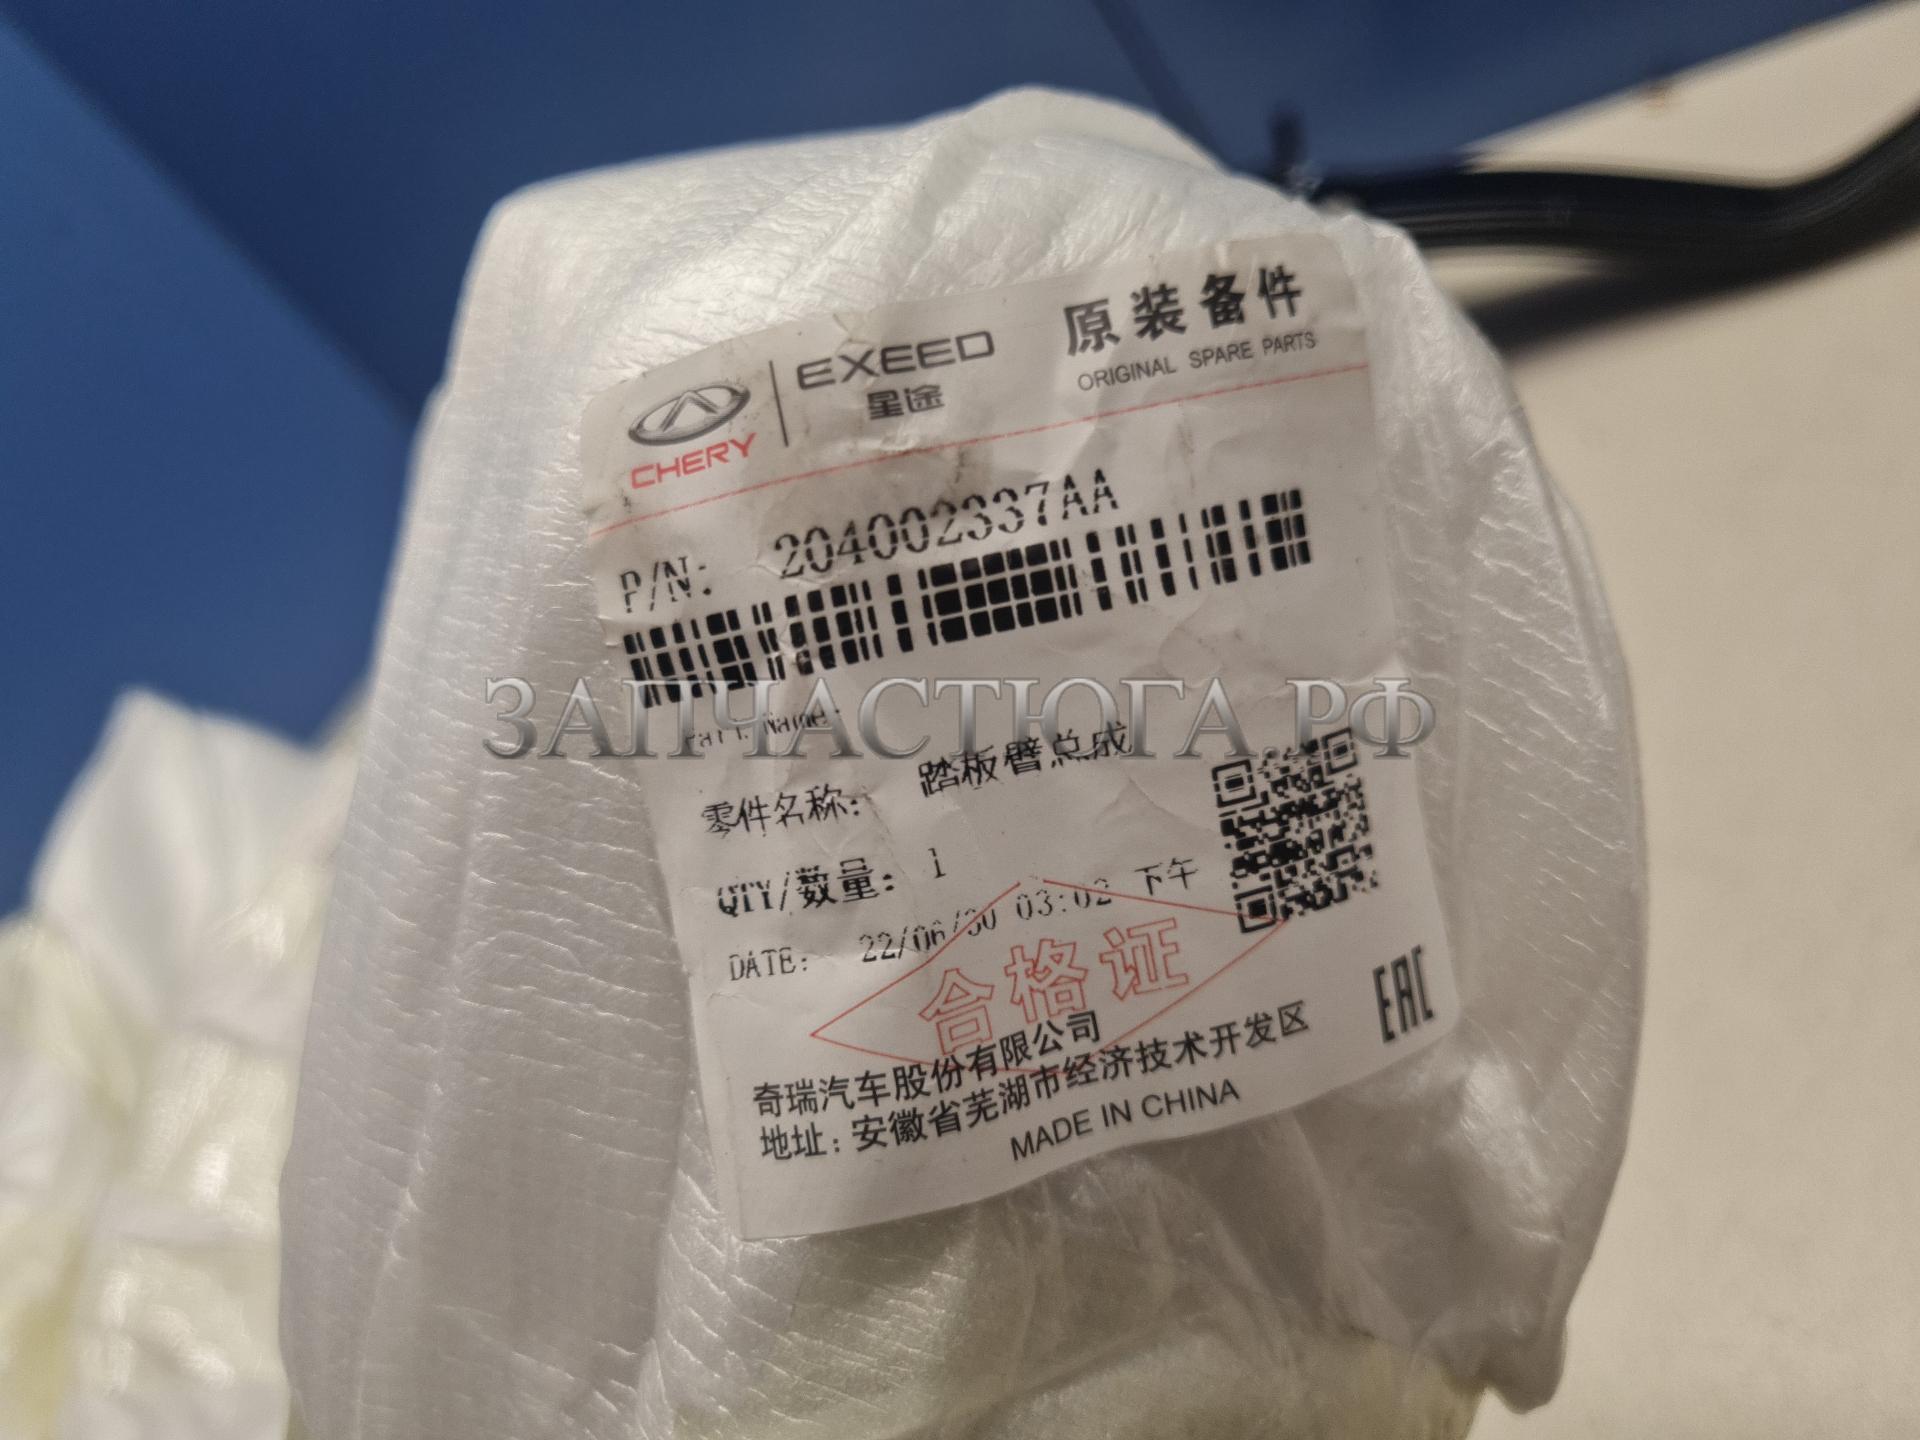 CHERY
EXEED
星途
原装备件
ORIGINAL SPARE PARTS
P/N: 204002337AA
ЗАПЧАСТЮГА.РФ
Part Name:
零件名称: 踏板臂总成
QTY/数量: 1
DATE: 22/06/30 03:02 下午
合格证
EAC
奇瑞汽车股份有限公司
地址：安徽省芜湖市经济技术开发区
MADE IN CHINA